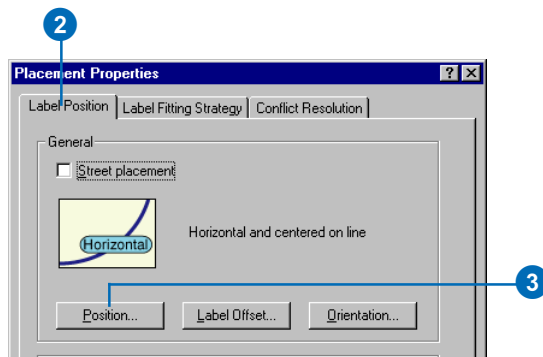 2
Placement Properties
Label Position Label Fitting Strategy Conflict Resolution
General
Street placement
Horizontal
Horizontal and centered on line
3
Position... Label Offset... Orientation...